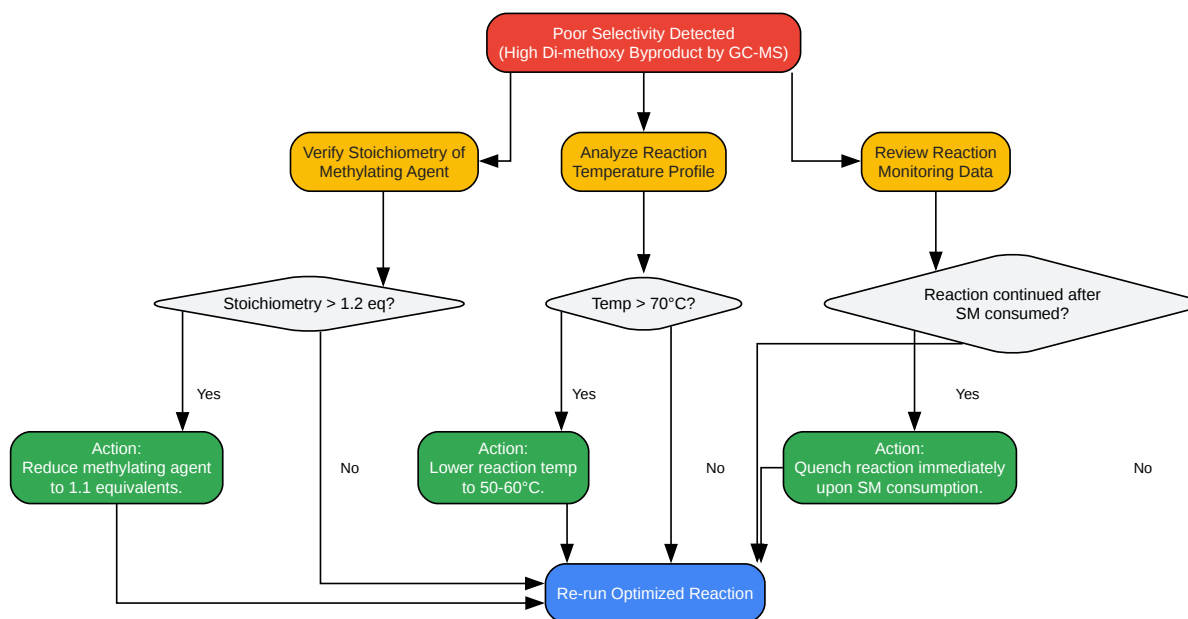 Poor Selectivity Detected
(High Di-methoxy Byproduct by GC-MS)
Verify Stoichiometry of
Methylating Agent
Analyze Reaction
Temperature Profile
Review Reaction
Monitoring Data
Stoichiometry > 1.2 eq?
Temp > 70°C?
Reaction continued after
SM consumed?
Yes
Yes
Yes
Action:
Reduce methylating agent
to 1.1 equivalents.
No
Action:
Lower reaction temp
to 50-60°C.
No
Action:
Quench reaction immediately
upon SM consumption.
No
Re-run Optimized Reaction